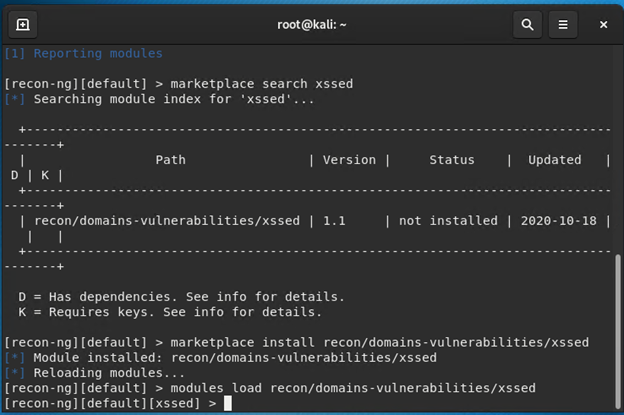 root@kali: ~
[1] Reporting modules
[recon-ng][default] > marketplace search xssed
[*] Searching module index for 'xssed'...
+-----------------------------------------------------------------------------
-------+
|                 Path                | Version |     Status    |  Updated   |
D | K |
+-----------------------------------------------------------------------------
-------+
| recon/domains-vulnerabilities/xssed | 1.1     | not installed | 2020-10-18 |
|   |
+-----------------------------------------------------------------------------
-------+
D = Has dependencies. See info for details.
K = Requires keys. See info for details.
[recon-ng][default] > marketplace install recon/domains-vulnerabilities/xssed
[*] Module installed: recon/domains-vulnerabilities/xssed
[*] Reloading modules...
[recon-ng][default] > modules load recon/domains-vulnerabilities/xssed
[recon-ng][default][xssed] >